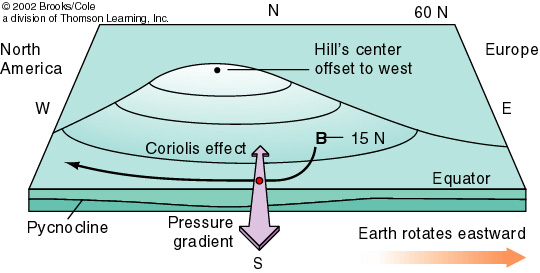 © 2002 Brooks/Cole
a division of Thomson Learning, Inc.
N
60 N
North
America
Hill's center
offset to west
Europe
W
E
Coriolis effect
B
15 N
Equator
Pycnocline
Pressure
gradient
S
Earth rotates eastward